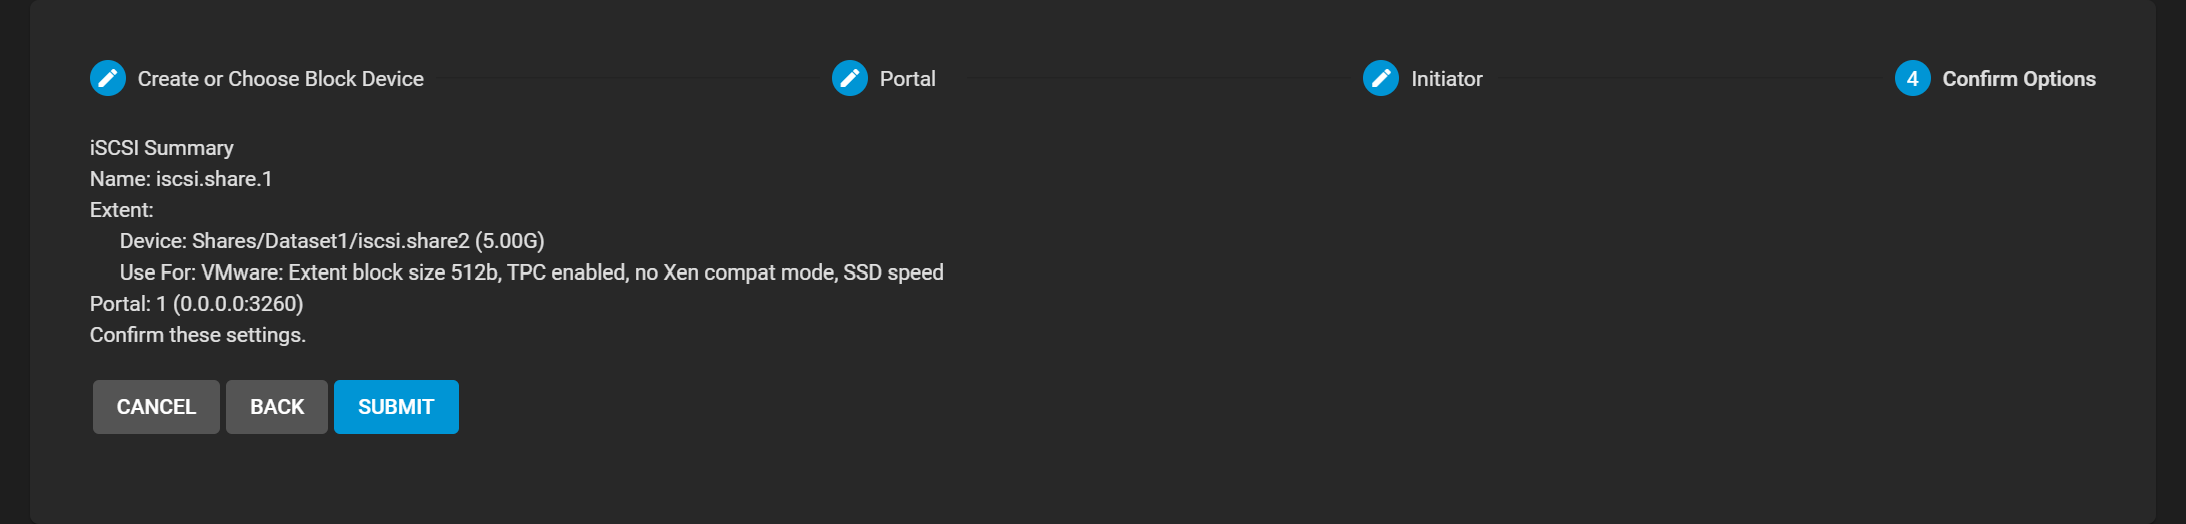 Create or Choose Block Device
Portal
Initiator
4 Confirm Options
iSCSI Summary
Name: iscsi.share.1
Extent:
Device: Shares/Dataset1/iscsi.share2 (5.00G)
Use For: VMware: Extent block size 512b, TPC enabled, no Xen compat mode, SSD speed
Portal: 1 (0.0.0.0:3260)
Confirm these settings.
CANCEL BACK SUBMIT